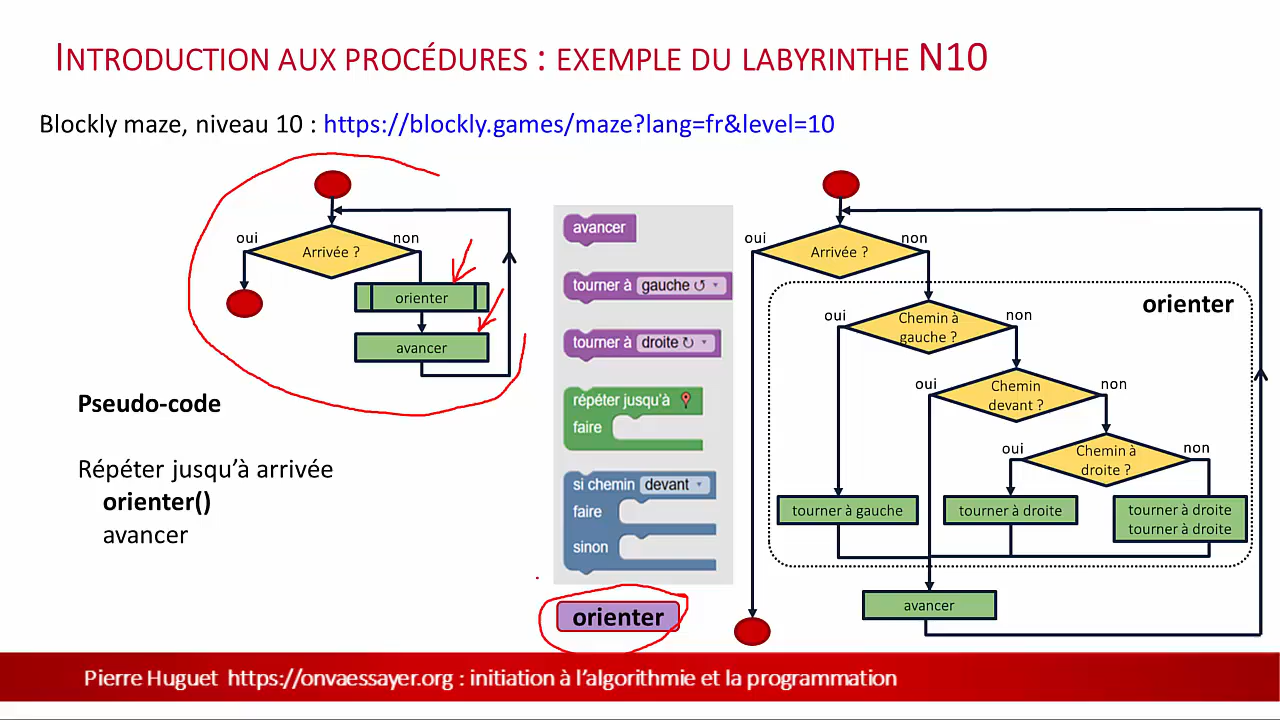 INTRODUCTION AUX PROCÉDURES : EXEMPLE DU LABYRINTHE N10
Blockly maze, niveau 10 : https://blockly.games/maze?lang=fr&level=10
oui
Arrivée ?
non
orienter
avancer
Pseudo-code
Répéter jusqu'à arrivée
orienter()
avancer
avancer
tourner à gauche ↺
tourner à droite ↻
répéter jusqu'à
faire
si chemin devant
faire
sinon
orienter
oui
Arrivée ?
non
orienter
oui
Chemin à
gauche ?
non
oui
Chemin
devant ?
non
oui
Chemin à
droite ?
non
tourner à gauche
tourner à droite
tourner à droite
tourner à droite
avancer
Pierre Huguet https://onvaessayer.org : initiation à l'algorithmie et la programmation